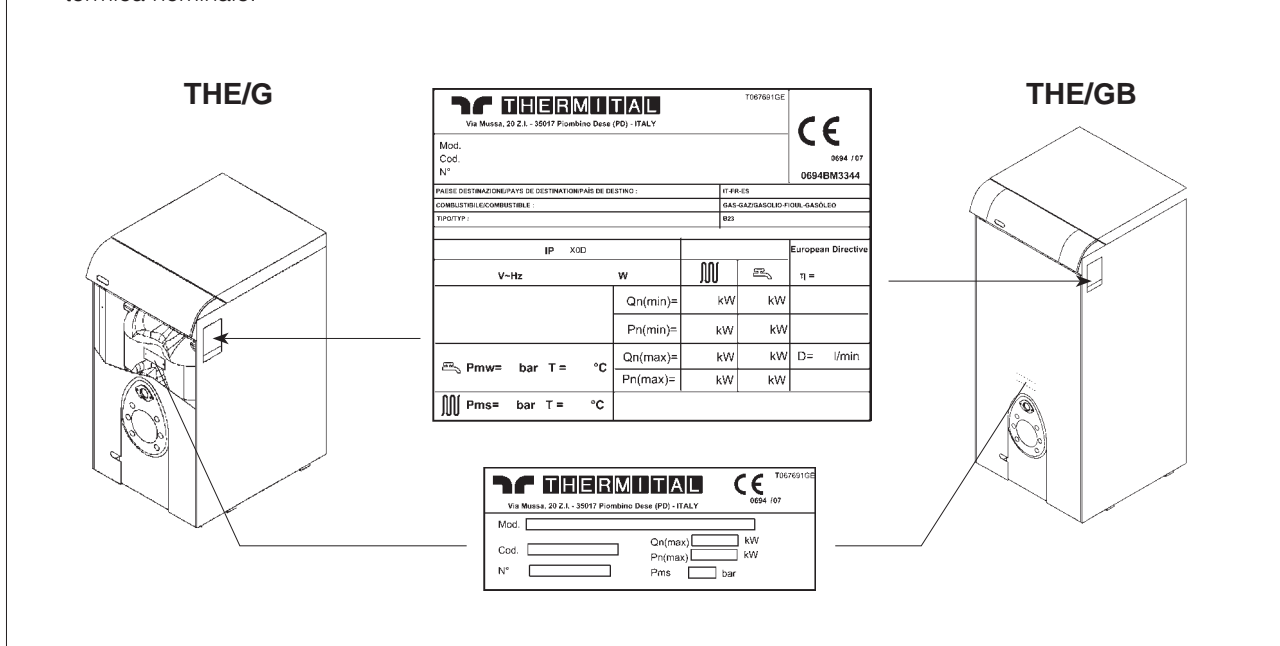 THE/G
THE/GB
THERMITAL
T067691GE
Via Mussa, 20 Z.I. - 35017 Piombino Dese (PD) - ITALY
CE
0694 / 07
0694BM3344
Mod.
Cod.
N°
PAESE DESTINAZIONE/PAYS DE DESTINATION/PAÌS DE DESTINO : IT-FR-ES
COMBUSTIBILE/COMBUSTIBLE : GAS-GAZ/GASOLIO-FIOUL-GASÓLEO
TIPO/TYP : B23
IP X0D European Directive
V~Hz W η =
Qn(min)= kW kW
Pn(min)= kW kW
Qn(max)= kW kW D= l/min
Pmw= bar T = °C
Pn(max)= kW kW
Pms= bar T = °C
THERMITAL
CE
T067691GE
0694 /07
Via Mussa, 20 Z.I. - 35017 Piombino Dese (PD) - ITALY
Mod.
Cod.
Qn(max) kW
Pn(max) kW
N°
Pms bar